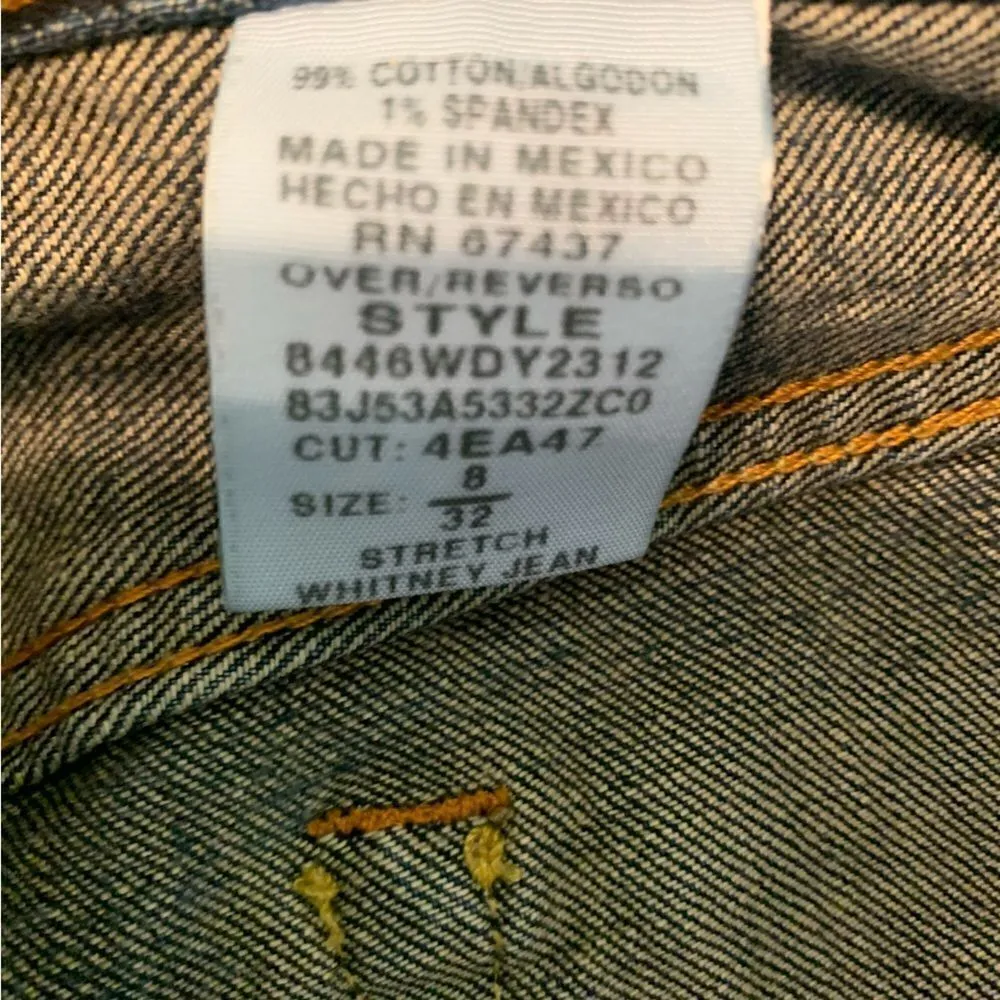 99% COTTON/ALGODON
1% SPANDEX
MADE IN MEXICO
HECHO EN MEXICO
RN 67437
OVER/REVERSO
STYLE
8446WDY2312
83J53A5332ZC0
CUT: 4EA47
SIZE: 8/32
STRETCH
WHITNEY JEAN